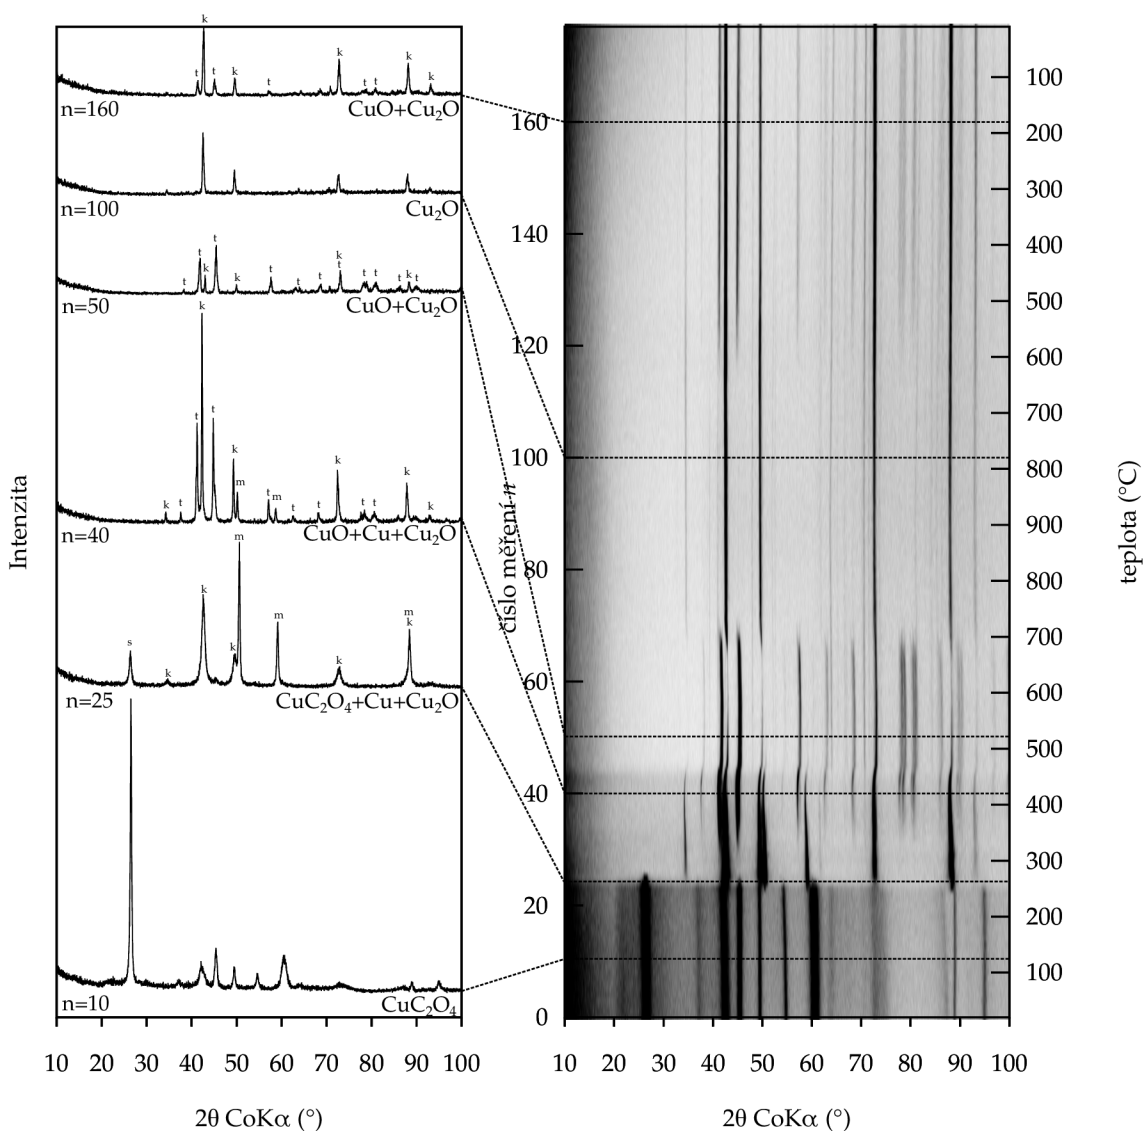 k
t t k t k t t k k
n=160 CuO+Cu₂O
n=100 Cu₂O
t t k t k t t t k t t t t k t
n=50 CuO+Cu₂O
k
k t t t k m t m t t k t t k k
n=40 CuO+Cu+Cu₂O
s k k k m m k m k
n=25 CuC₂O₄+Cu+Cu₂O
n=10 CuC₂O₄
Intenzita
10 20 30 40 50 60 70 80 90 100
2θ CoKα (°)
číslo měření n
160
140
120
100
80
60
40
20
0
10 20 30 40 50 60 70 80 90 100
2θ CoKα (°)
100
200
300
400
500
600
700
800
900
800
700
600
500
400
300
200
100
teplota (°C)